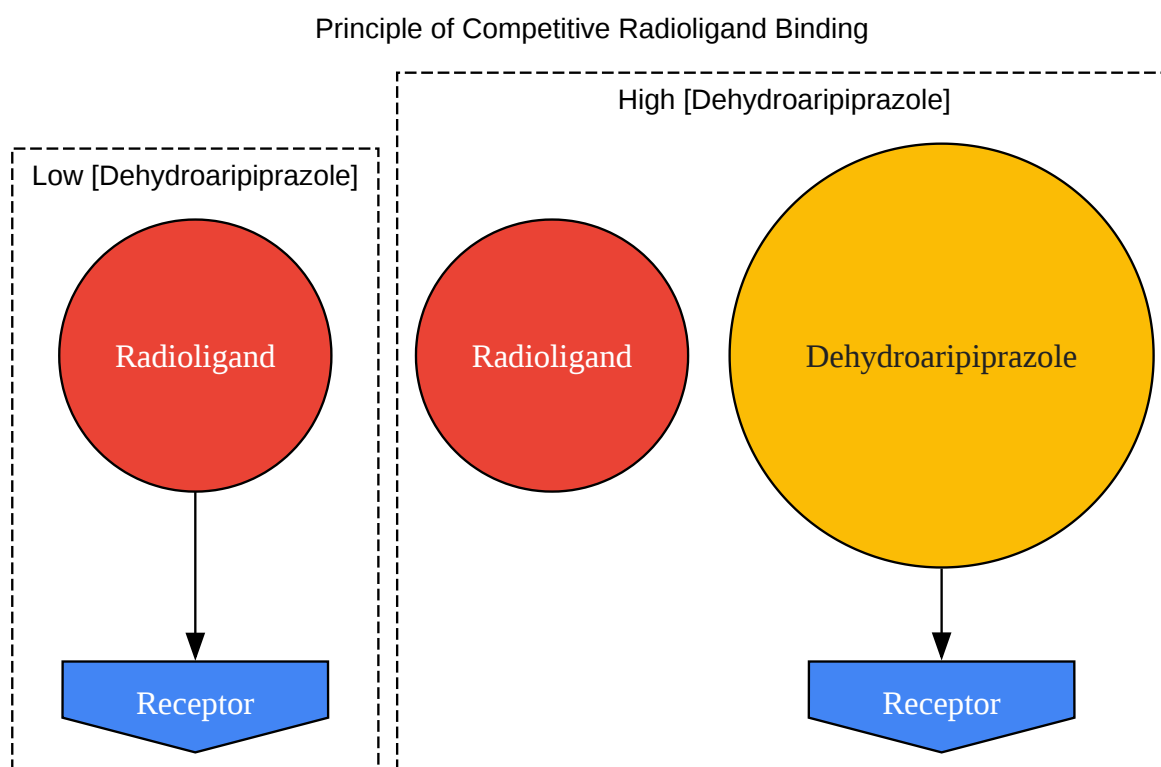 Principle of Competitive Radioligand Binding
High [Dehydroaripiprazole]
Low [Dehydroaripiprazole]
Radioligand
Radioligand
Dehydroaripiprazole
Receptor
Receptor